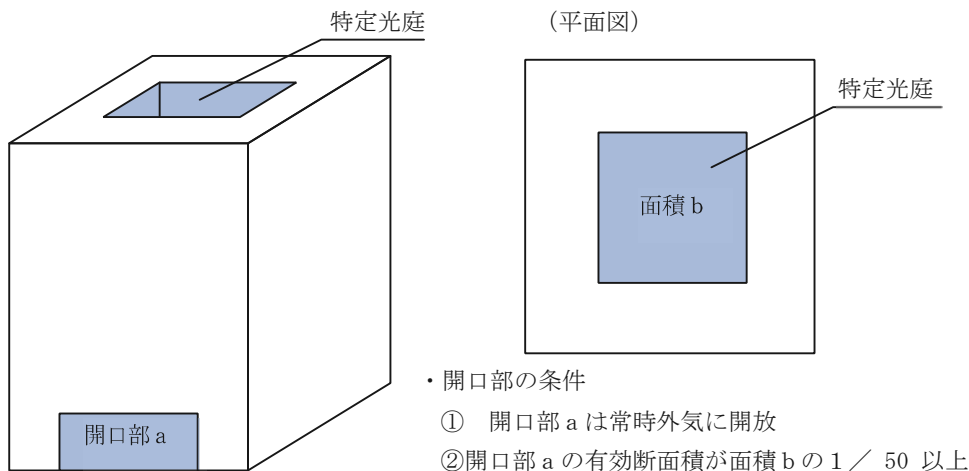 特定光庭
（平面図）
特定光庭
面積ｂ
開口部ａ
・開口部の条件
①　開口部ａは常時外気に開放
②開口部ａの有効断面積が面積ｂの１／ 50 以上